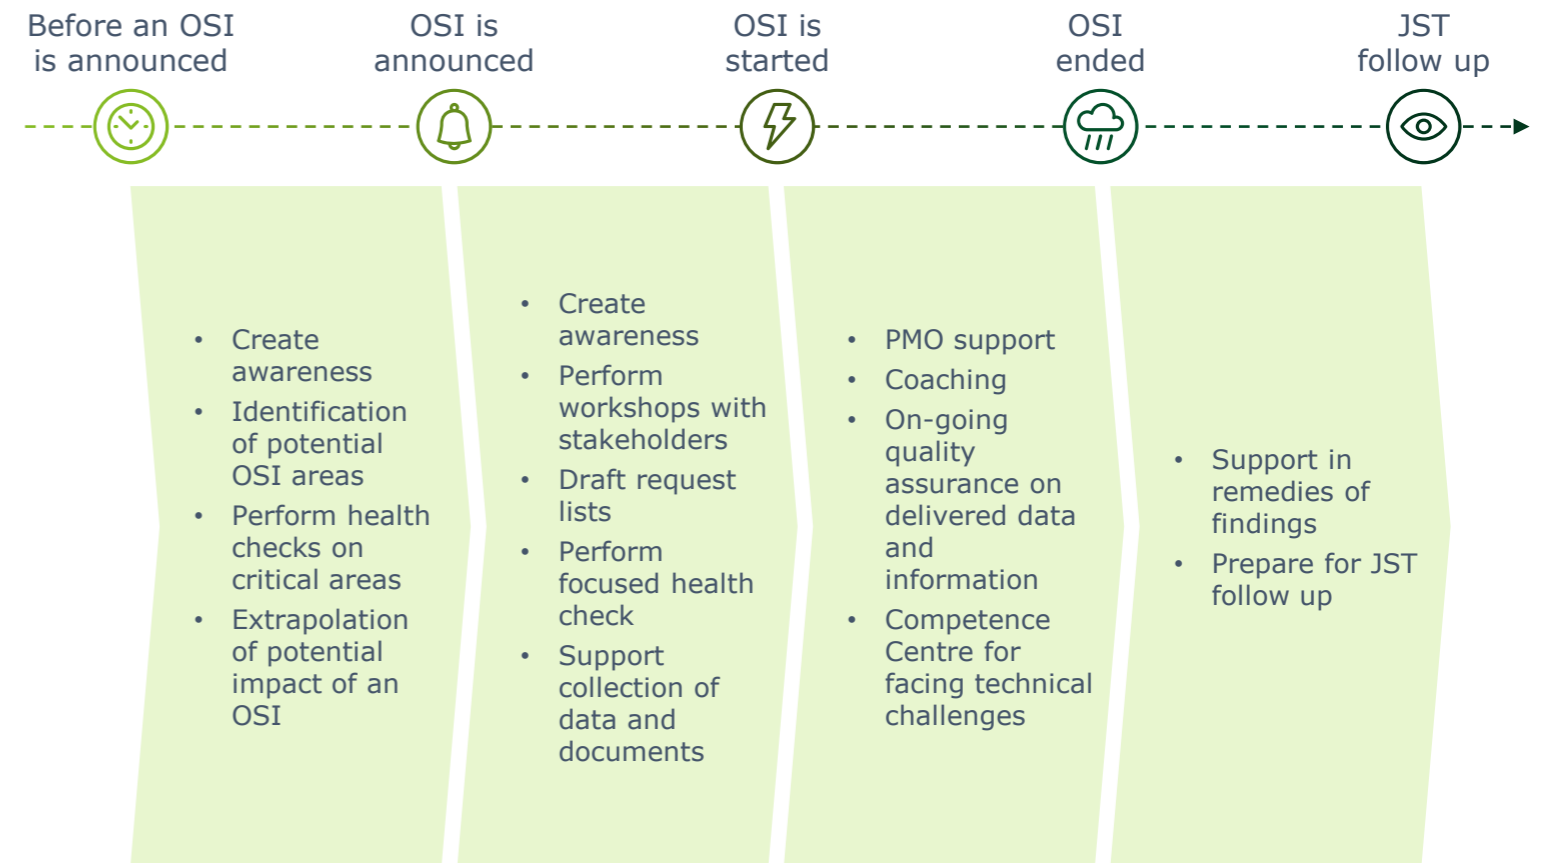 Before an OSI
is announced
OSI is
announced
OSI is
started
OSI
ended
JST
follow up
• Create
awareness
• Identification
of potential
OSI areas
• Perform health
checks on
critical areas
• Extrapolation
of potential
impact of an
OSI
• Create
awareness
• Perform
workshops with
stakeholders
• Draft request
lists
• Perform
focused health
check
• Support
collection of
data and
documents
• PMO support
• Coaching
• On-going
quality
assurance on
delivered data
and
information
• Competence
Centre for
facing technical
challenges
• Support in
remedies of
findings
• Prepare for JST
follow up